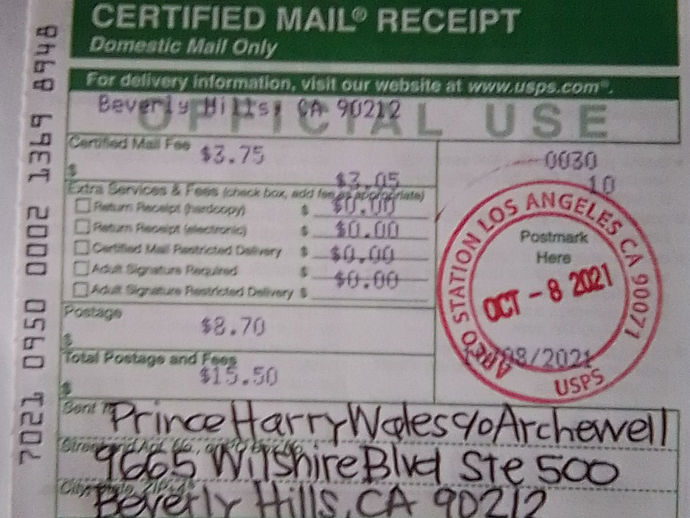 CERTIFIED MAIL® RECEIPT
Domestic Mail Only
For delivery information, visit our website at www.usps.com®.
Beverly Hills, CA 90212
OFFICIAL USE
Certified Mail Fee
$3.75
$
$3.05
Extra Services & Fees (check box, add fee as appropriate)
Return Receipt (hardcopy) $ $0.00
Return Receipt (electronic) $ $0.00
Certified Mail Restricted Delivery $ $0.00
Adult Signature Required $0.00
Adult Signature Restricted Delivery $
Postage
$8.70
$
Total Postage and Fees
$15.50
$
0030
10
Postmark
Here
ARCO STATION LOS ANGELES CA 90071
OCT - 8 2021
08/2021
USPS
Sent To
Prince Harry Wales c/o Archewell
9665 Wilshire Blvd Ste 500
Beverly Hills, CA 90212
7021 0950 0002 1369 8948